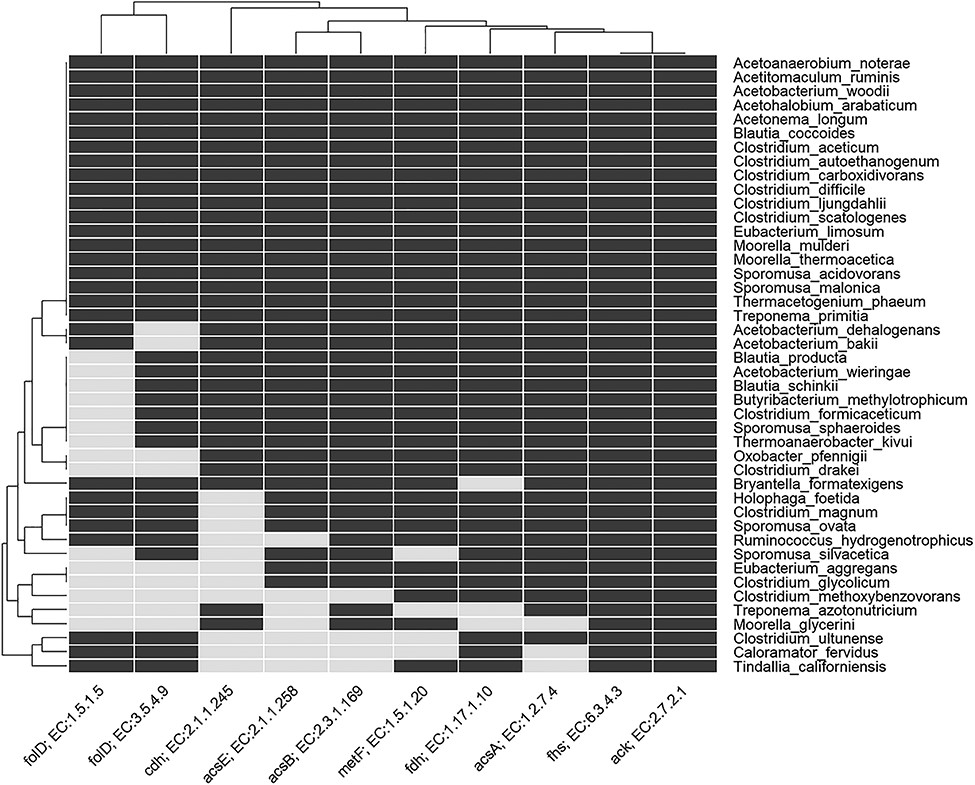 Acetoanaerobium_noterae
Acetitomaculum_ruminis
Acetobacterium_woodii
Acetohalobium_arabaticum
Acetonema_longum
Blautia_coccoides
Clostridium_aceticum
Clostridium_autoethanogenum
Clostridium_carboxidivorans
Clostridium_difficile
Clostridium_ljungdahlii
Clostridium_scatologenes
Eubacterium_limosum
Moorella_mulderi
Moorella_thermoacetica
Sporomusa_acidovorans
Sporomusa_malonica
Thermacetogenium_phaeum
Treponema_primitia
Acetobacterium_dehalogenans
Acetobacterium_bakii
Blautia_producta
Acetobacterium_wieringae
Blautia_schinkii
Butyribacterium_methylotrophicum
Clostridium_formicaceticum
Sporomusa_sphaeroides
Thermoanaerobacter_kivui
Oxobacter_pfennigii
Clostridium_drakei
Bryantella_formatexigens
Holophaga_foetida
Clostridium_magnum
Sporomusa_ovata
Ruminococcus_hydrogenotrophicus
Sporomusa_silvacetica
Eubacterium_aggregans
Clostridium_glycolicum
Clostridium_methoxybenzovorans
Treponema_azotonutricium
Moorella_glycerini
Clostridium_ultunense
Caloramator_fervidus
Tindallia_californiensis
folD; EC:1.5.1.5
folD; EC:3.5.4.9
cdh; EC:2.1.1.245
acsE; EC:2.1.1.258
acsB; EC:2.3.1.169
metF; EC:1.5.1.20
fdh; EC:1.17.1.10
acsA; EC:1.2.7.4
fhs; EC:6.3.4.3
ack; EC:2.7.2.1